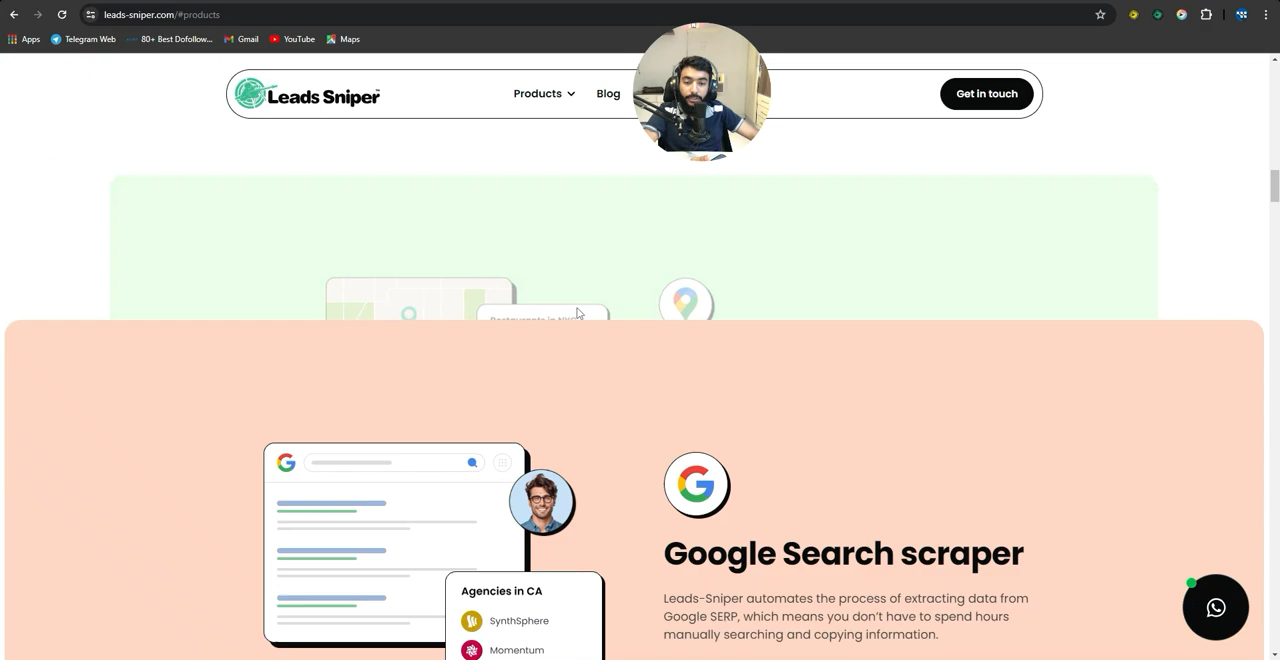 leads-sniper.com/#products
Apps
Telegram Web
80+ Best Dofollow...
Gmail
YouTube
Maps
Leads Sniper
Products
Blog
Get in touch
Agencies in CA
SynthSphere
Momentum
Google Search scraper
Leads-Sniper automates the process of extracting data from
Google SERP, which means you don't have to spend hours
manually searching and copying information.